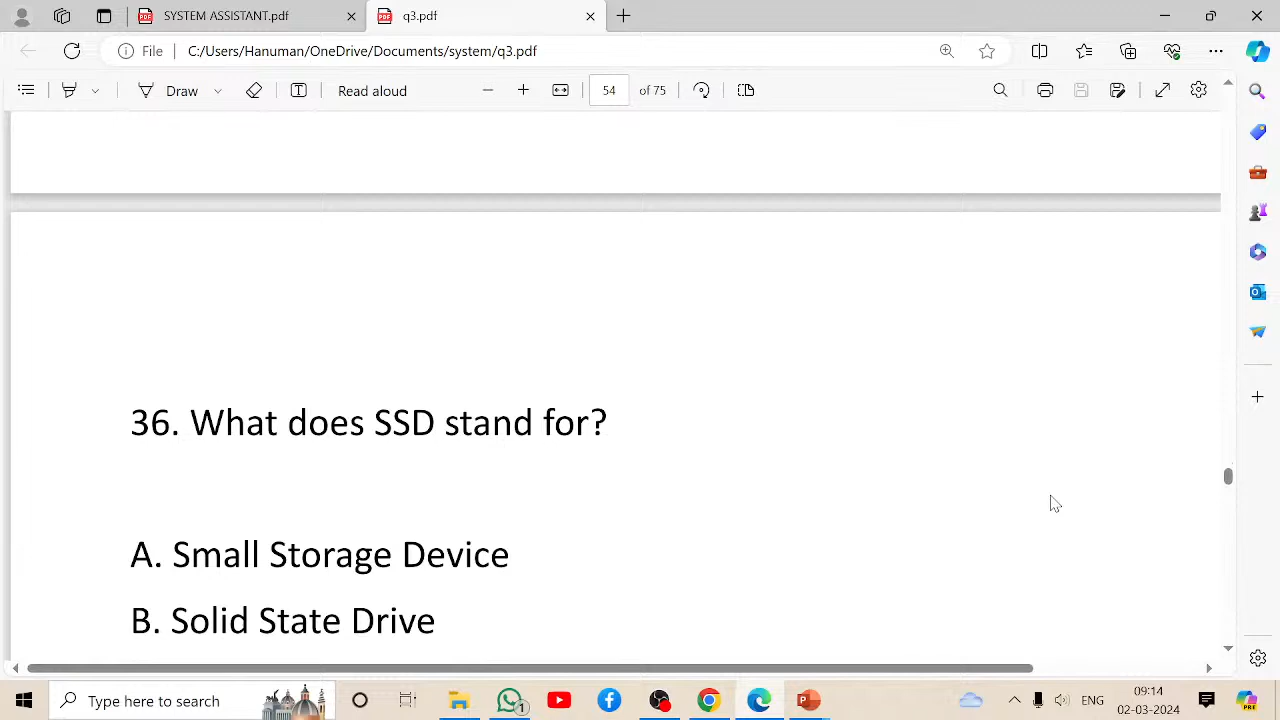 SYSTEM ASSISTANT.pdf
q3.pdf
File
C:/Users/Hanuman/OneDrive/Documents/system/q3.pdf
Draw
Read aloud
54
of 75
36. What does SSD stand for?
A. Small Storage Device
B. Solid State Drive
Type here to search
1
ENG
09:14
02-03-2024
PRE